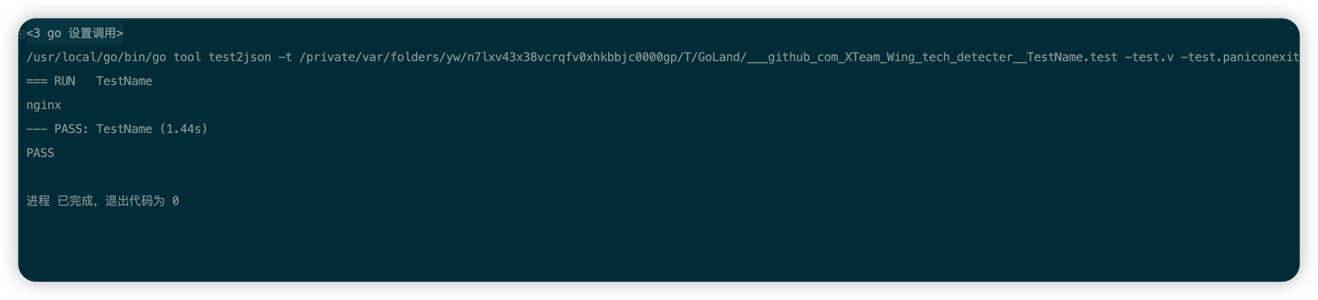 <3 go 设置调用>
/usr/local/go/bin/go tool test2json -t /private/var/folders/yw/n7lxv43x38vcrqfv0xhkbbjc0000gp/T/GoLand/___github_com_XTeam_Wing_tech_detecter__TestName.test -test.v -test.paniconexit
=== RUN   TestName
nginx
--- PASS: TestName (1.44s)
PASS
进程 已完成，退出代码为 0